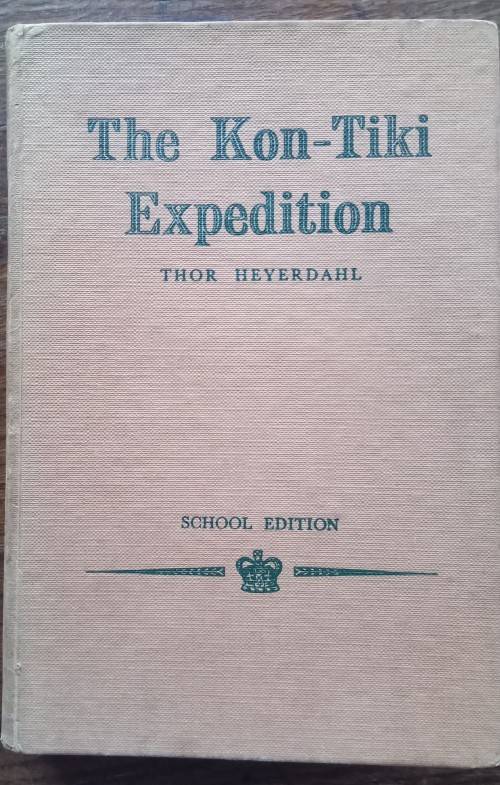 The Kon-Tiki
Expedition
THOR HEYERDAHL
SCHOOL EDITION